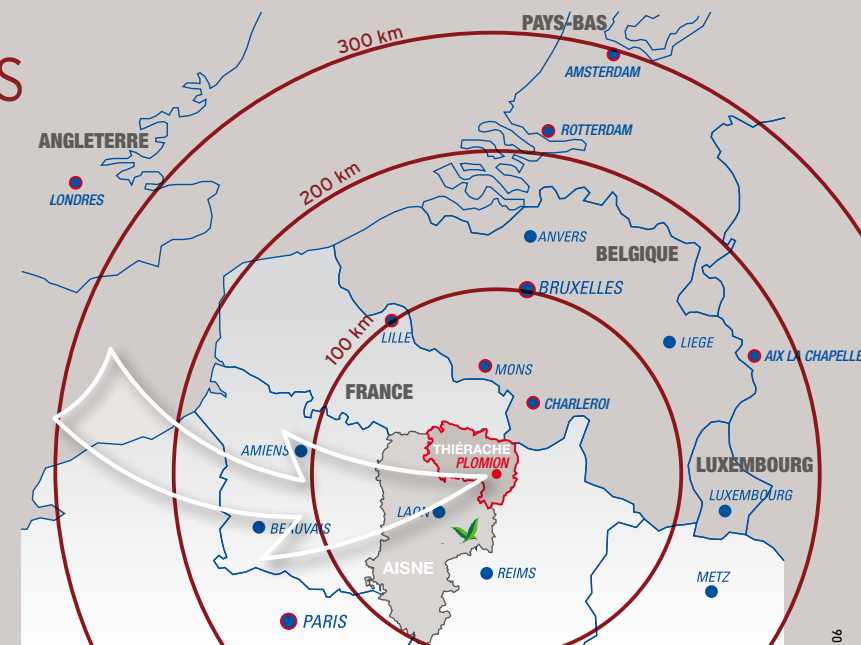 S
PAYS-BAS
300 km
AMSTERDAM
ROTTERDAM
ANGLETERRE
LONDRES
200 km
ANVERS
BELGIQUE
BRUXELLES
100 km
LILLE
LIEGE
AIX LA CHAPELLE
MONS
FRANCE
CHARLEROI
AMIENS
THIÉRACHE
PLOMION
LUXEMBOURG
LUXEMBOURG
LAON
BEAUVAIS
AISNE
REIMS
METZ
PARIS
06